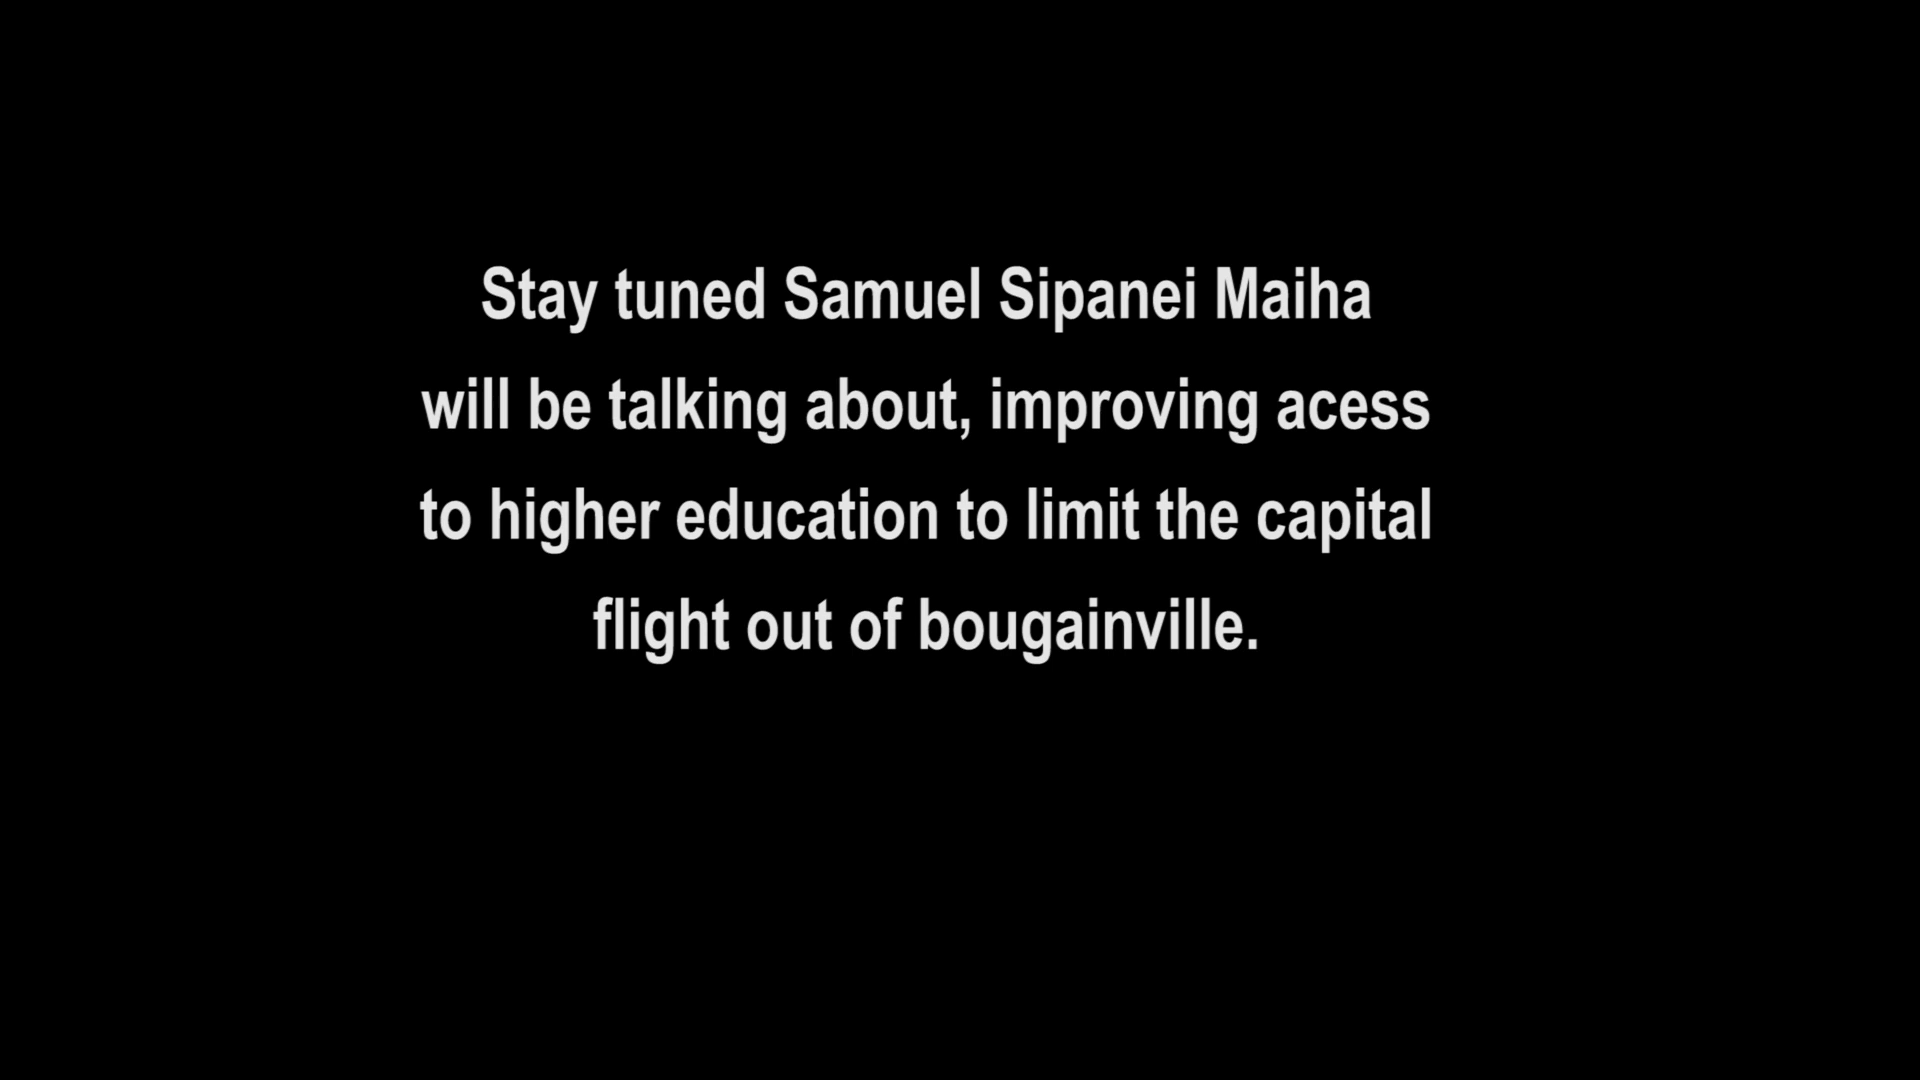 Stay tuned Samuel Sipanei Maiha
will be talking about, improving acess
to higher education to limit the capital
flight out of bougainville.